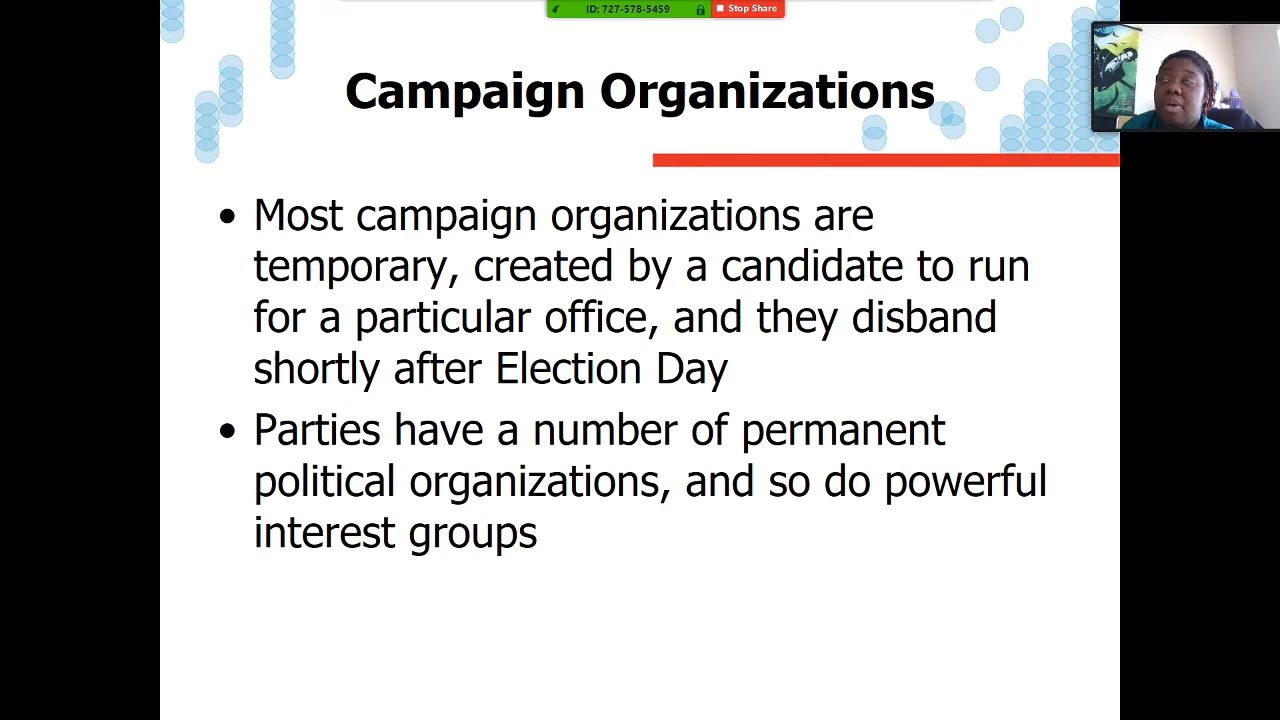 ID: 727-578-5459
Stop Share
Campaign Organizations
• Most campaign organizations are
temporary, created by a candidate to run
for a particular office, and they disband
shortly after Election Day
• Parties have a number of permanent
political organizations, and so do powerful
interest groups